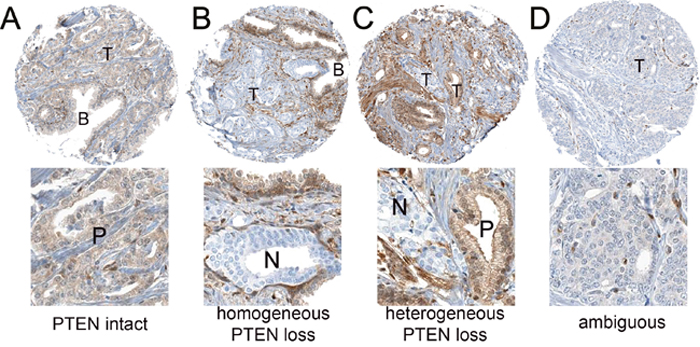 A
B
C
D
T
B
T
B
T
T
T
P
N
N
P
PTEN intact
homogeneous
PTEN loss
heterogeneous
PTEN loss
ambiguous